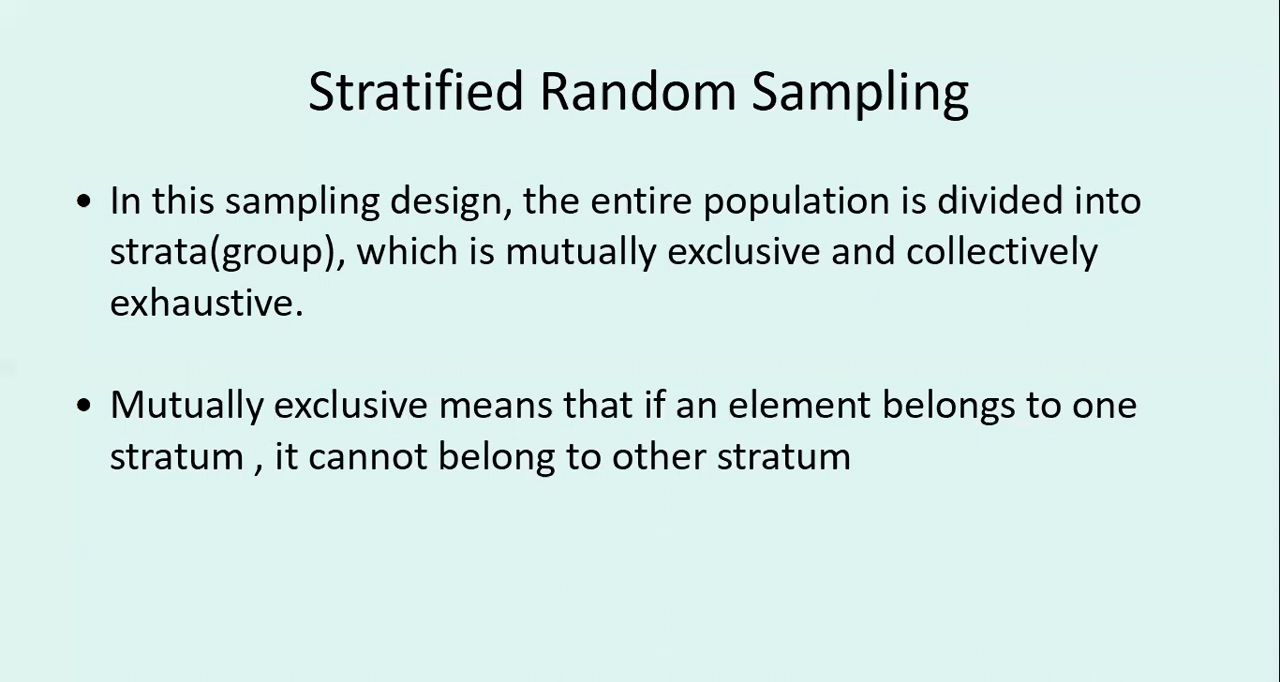 Stratified Random Sampling
• In this sampling design, the entire population is divided into
strata(group), which is mutually exclusive and collectively
exhaustive.
• Mutually exclusive means that if an element belongs to one
stratum , it cannot belong to other stratum